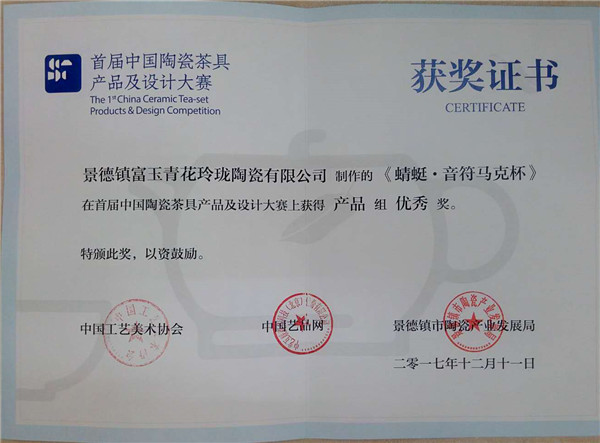 首届中国陶瓷茶具
产品及设计大赛
The 1st China Ceramic Tea-set
Products & Design Competition
获奖证书
CERTIFICATE
景德镇富玉青花玲珑陶瓷有限公司 制作的《蜻蜓·音符马克杯》
在首届中国陶瓷茶具产品及设计大赛上获得 产品 组 优秀 奖。
特颁此奖，以资鼓励。
中国工艺美术协会
中国艺品网
景德镇市陶瓷产业发展局
二〇一七年十二月十一日